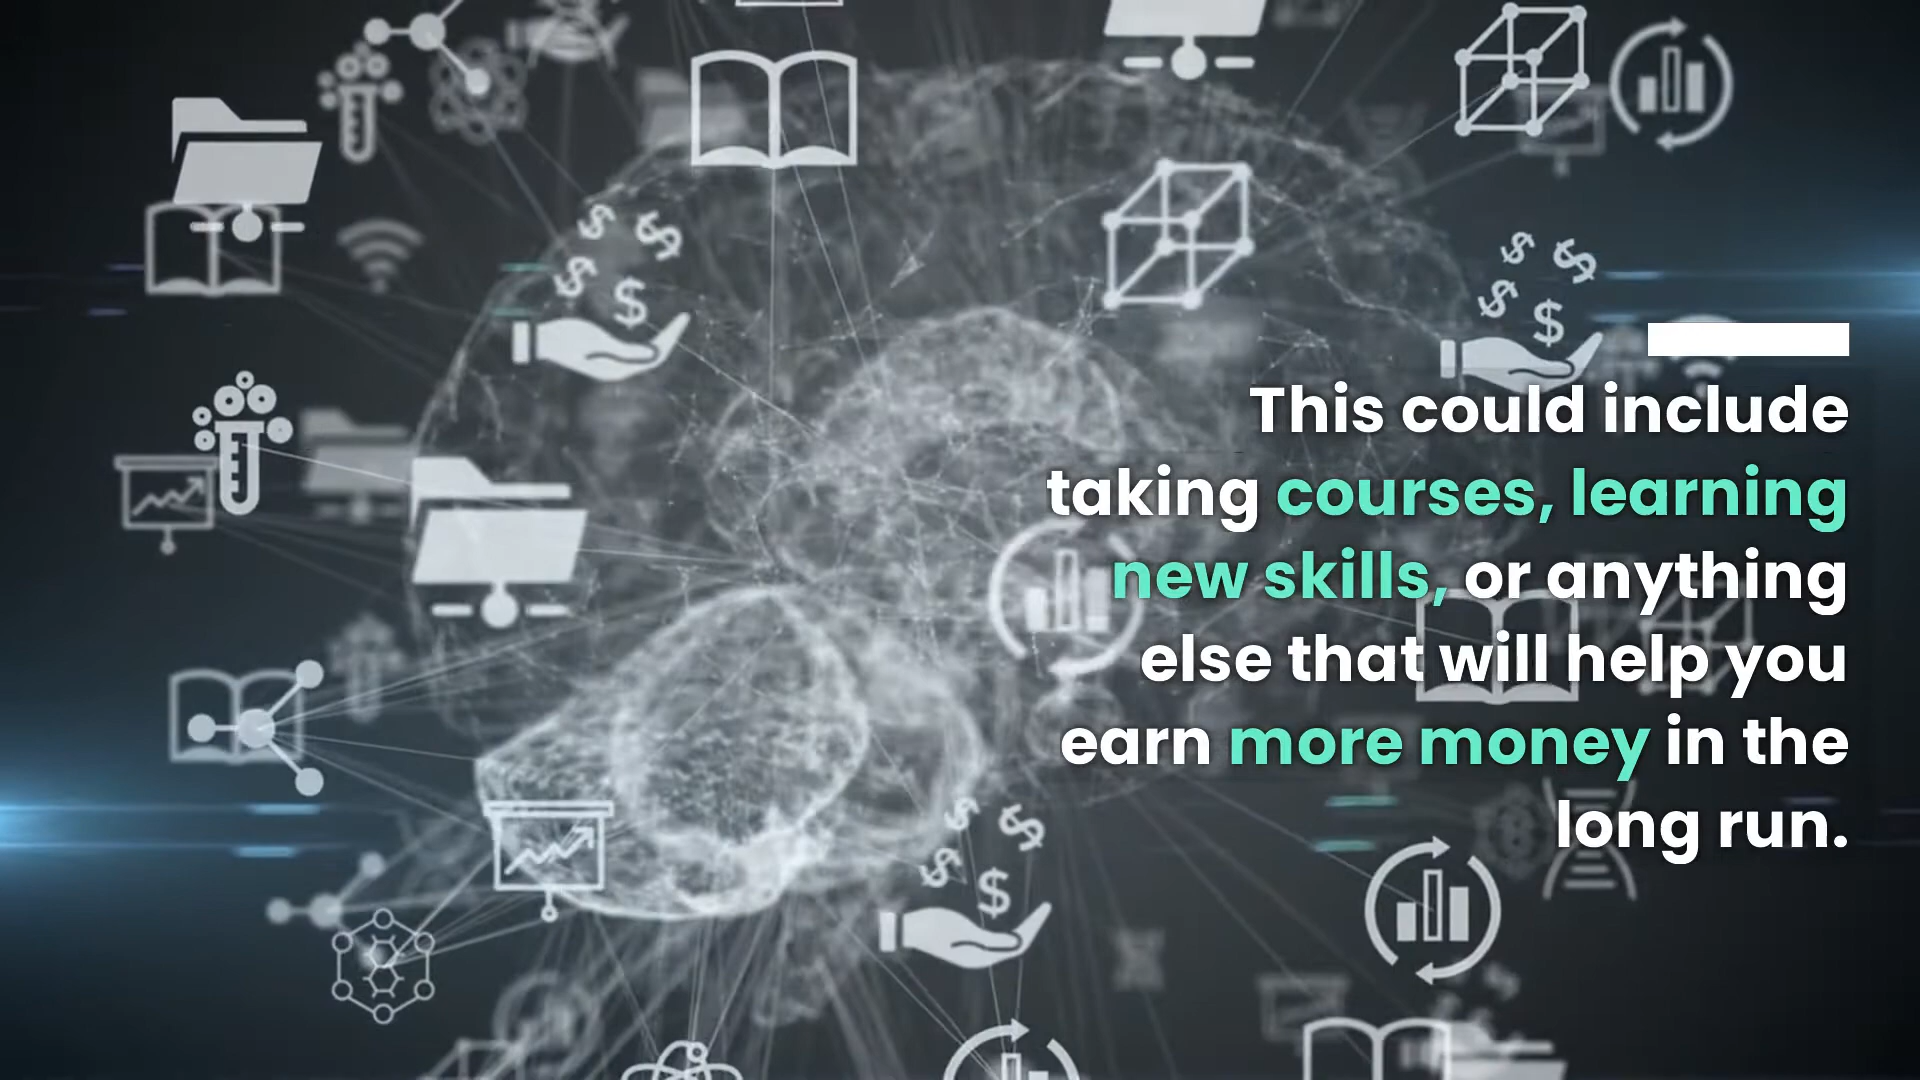 This could include
taking courses, learning
new skills, or anything
else that will help you
earn more money in the
long run.